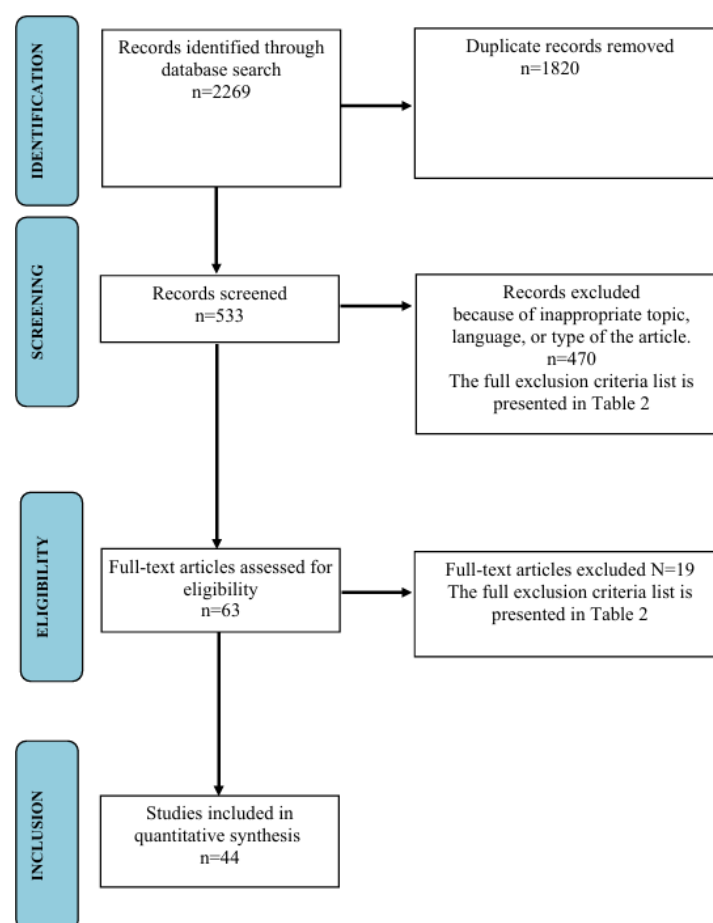 IDENTIFICATION
Records identified through
database search
n=2269
Duplicate records removed
n=1820
SCREENING
Records screened
n=533
Records excluded
because of inappropriate topic,
language, or type of the article.
n=470
The full exclusion criteria list is
presented in Table 2
ELIGIBILITY
Full-text articles assessed for
eligibility
n=63
Full-text articles excluded N=19
The full exclusion criteria list is
presented in Table 2
INCLUSION
Studies included in
quantitative synthesis
n=44